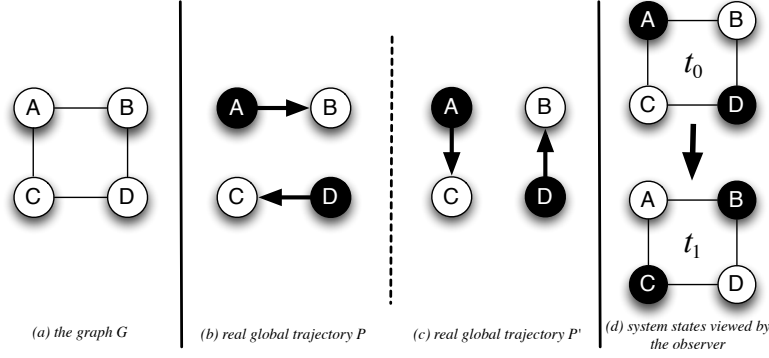 A B
C D
(a) the graph G
A B
C D
(b) real global trajectory P
A B
C D
(c) real global trajectory P'
A B
t0
C D
A B
t1
C D
(d) system states viewed by
the observer